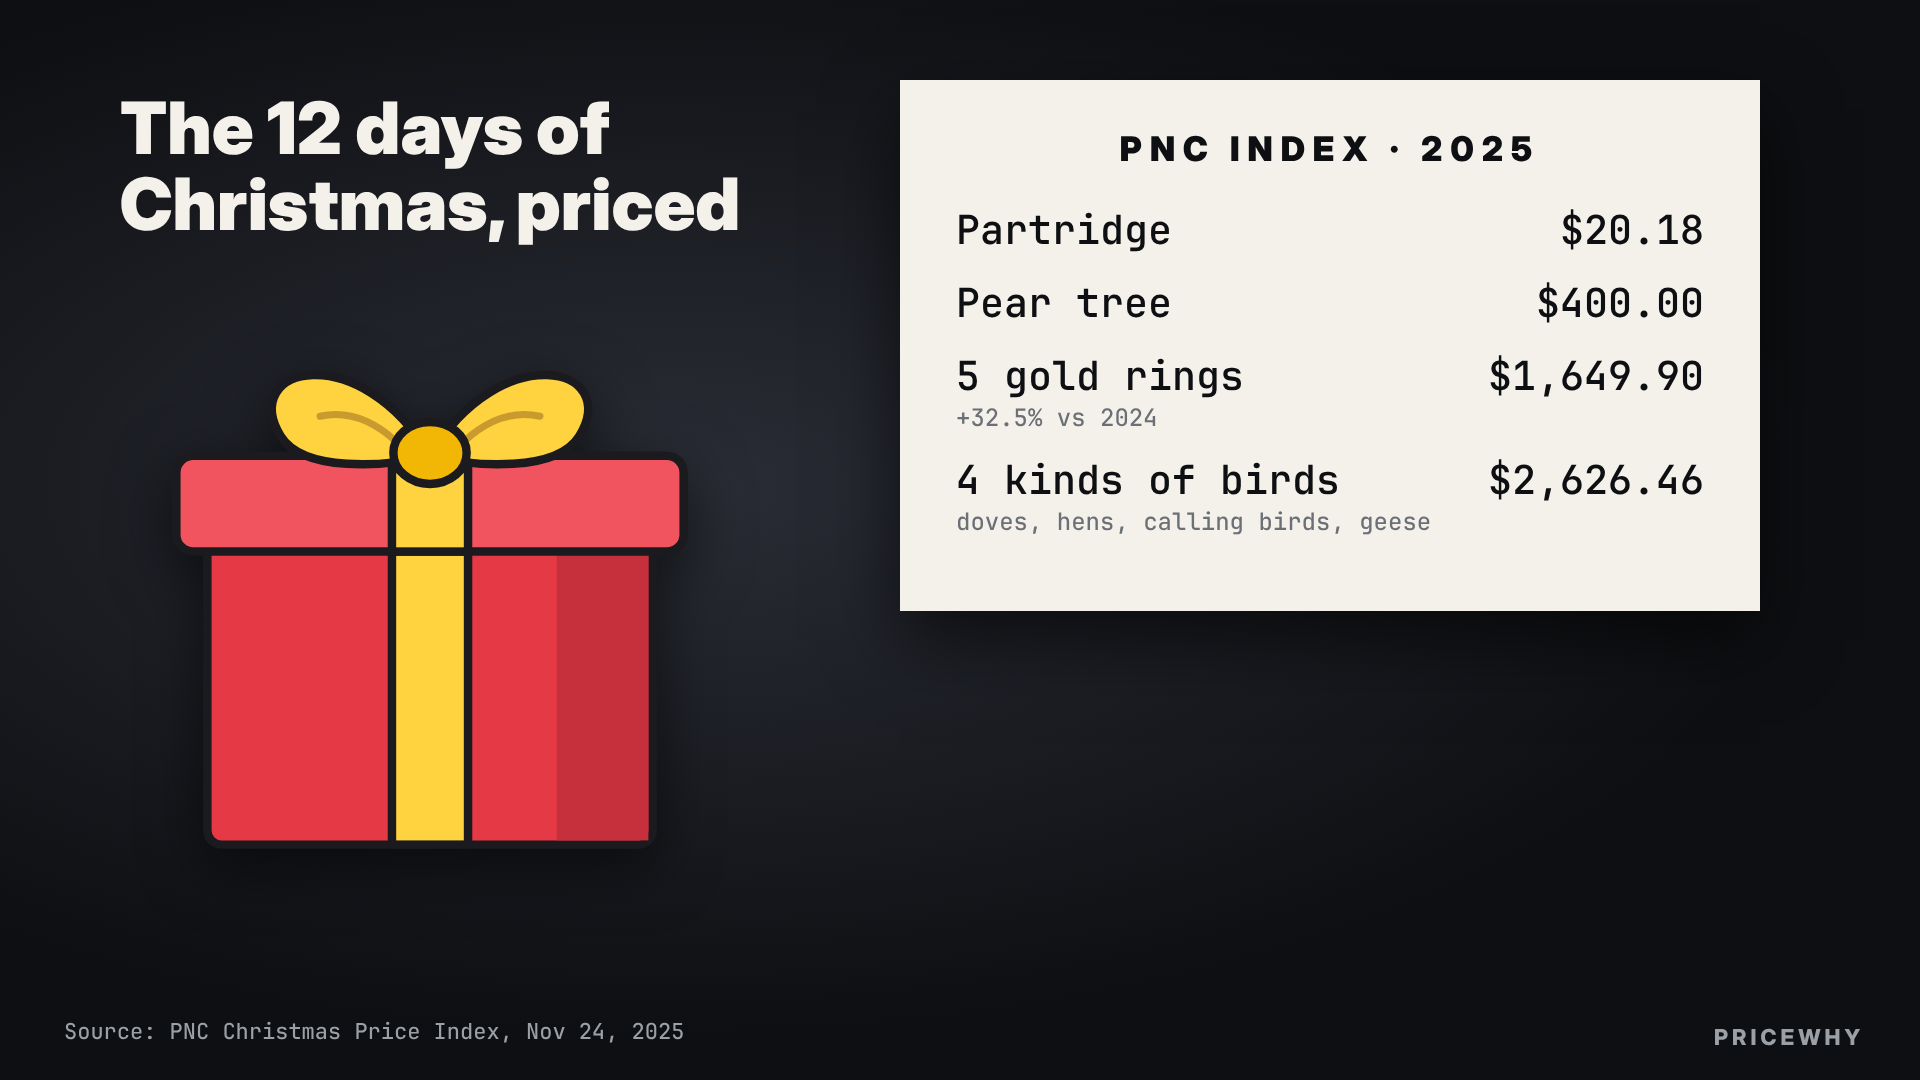 The 12 days of
Christmas, priced
PNC INDEX · 2025
Partridge $20.18
Pear tree $400.00
5 gold rings $1,649.90
+32.5% vs 2024
4 kinds of birds $2,626.46
doves, hens, calling birds, geese
Source: PNC Christmas Price Index, Nov 24, 2025
PRICEWHY